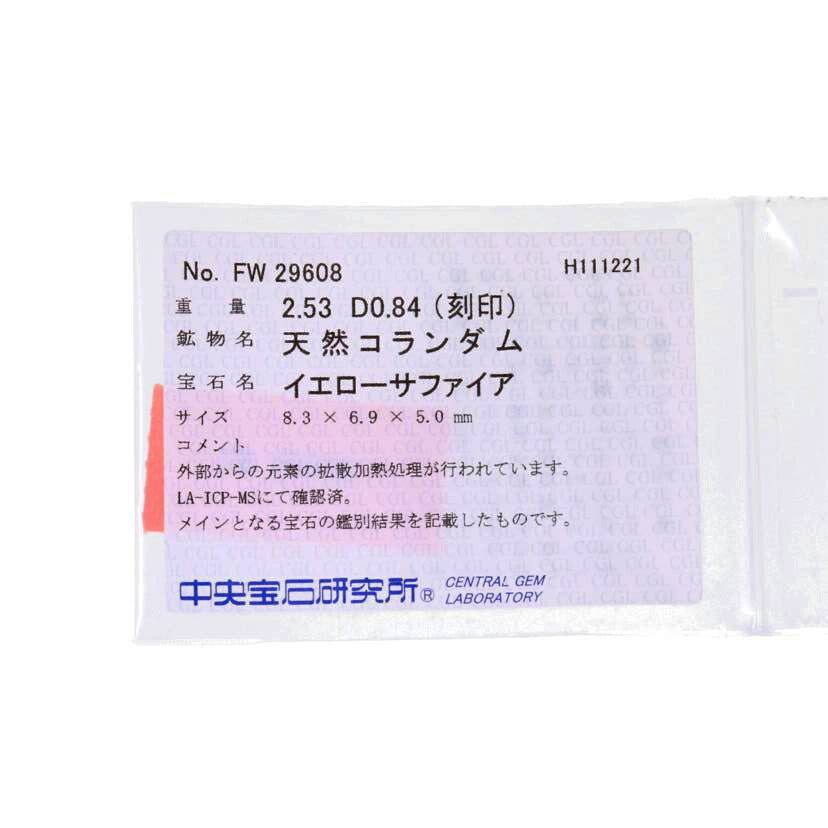 No. FW 29608 H111221
重 量 2.53 D0.84 (刻印)
鉱物名 天然コランダム
宝石名 イエローサファイア
サイズ 8.3 × 6.9 × 5.0 mm
コメント
外部からの元素の拡散加熱処理が行われています。
LA-ICP-MSにて確認済。
メインとなる宝石の鑑別結果を記載したものです。
中央宝石研究所® CENTRAL GEM
LABORATORY